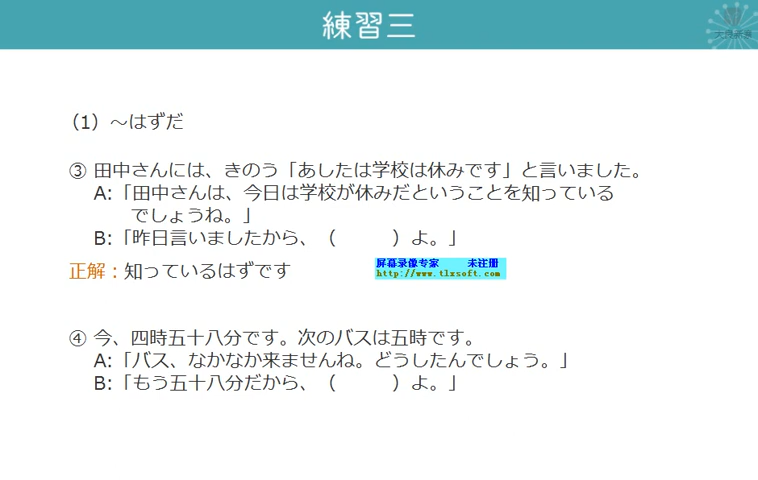 練習三
大家新標
（1）～はずだ
③ 田中さんには、きのう「あしたは学校は休みです」と言いました。
A:「田中さんは、今日は学校が休みだということを知っている
でしょうね。」
B:「昨日言いましたから、（　　　）よ。」
正解：知っているはずです
屏幕录像专家　　未注册
http://www.tlxsoft.com
④ 今、四時五十八分です。次のバスは五時です。
A:「バス、なかなか来ませんね。どうしたんでしょう。」
B:「もう五十八分だから、（　　　）よ。」